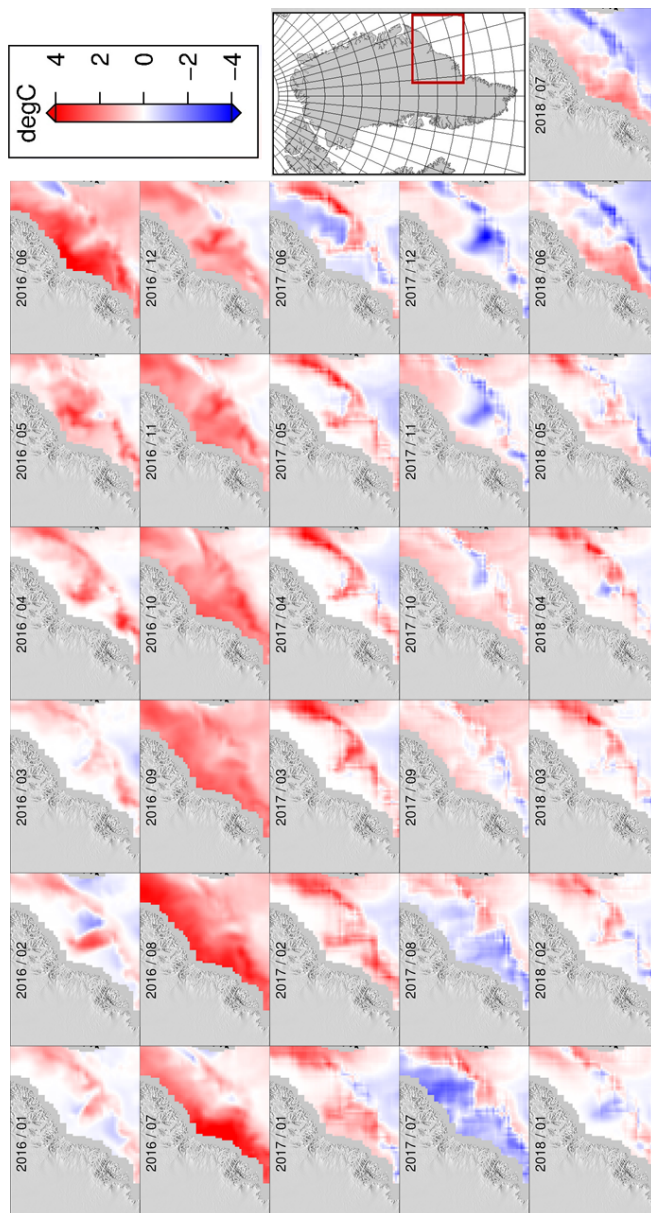 2016 / 01
2016 / 02
2016 / 03
2016 / 04
2016 / 05
2016 / 06
degC
−4
−2
0
2
4
2016 / 07
2016 / 08
2016 / 09
2016 / 10
2016 / 11
2016 / 12
2017 / 01
2017 / 02
2017 / 03
2017 / 04
2017 / 05
2017 / 06
2017 / 07
2017 / 08
2017 / 09
2017 / 10
2017 / 11
2017 / 12
2018 / 01
2018 / 02
2018 / 03
2018 / 04
2018 / 05
2018 / 06
2018 / 07